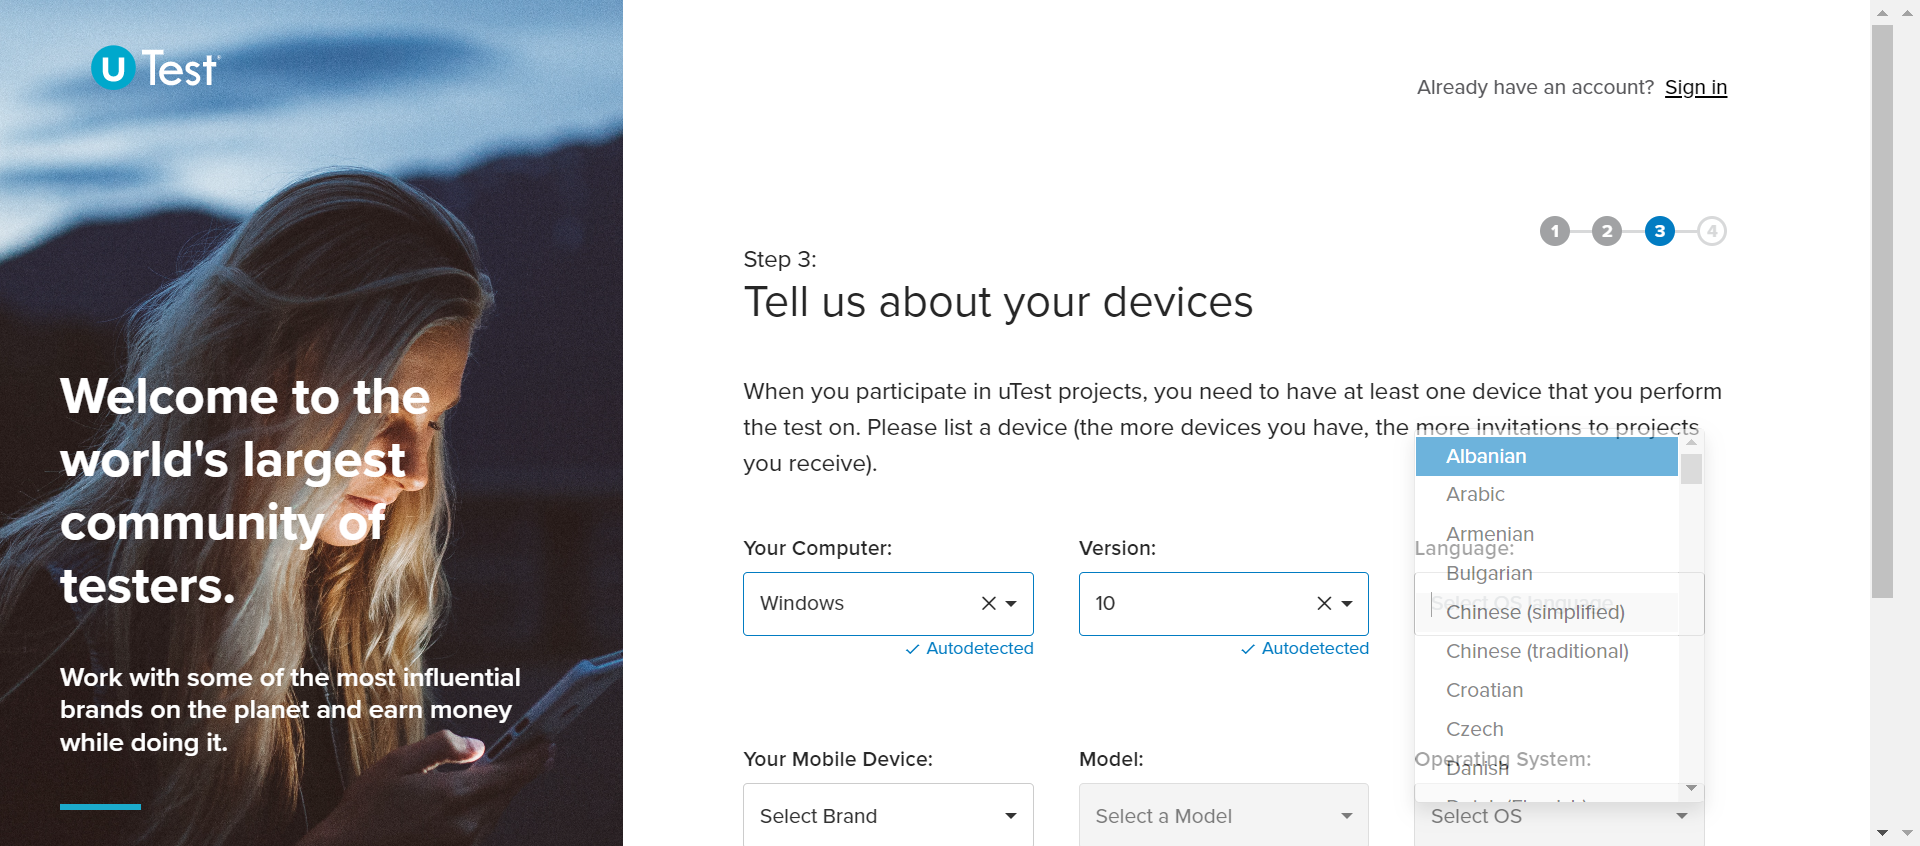 uTest
Already have an account? Sign in
1 2 3 4
Step 3:
Tell us about your devices
When you participate in uTest projects, you need to have at least one device that you perform
the test on. Please list a device (the more devices you have, the more invitations to projects
you receive).
Your Computer:
Windows
Autodetected
Version:
10
Autodetected
Language:
Select OS language
Albanian
Arabic
Armenian
Bulgarian
Chinese (simplified)
Chinese (traditional)
Croatian
Czech
Danish
Your Mobile Device:
Select Brand
Model:
Select a Model
Operating System:
Select OS
Welcome to the
world's largest
community of
testers.
Work with some of the most influential
brands on the planet and earn money
while doing it.